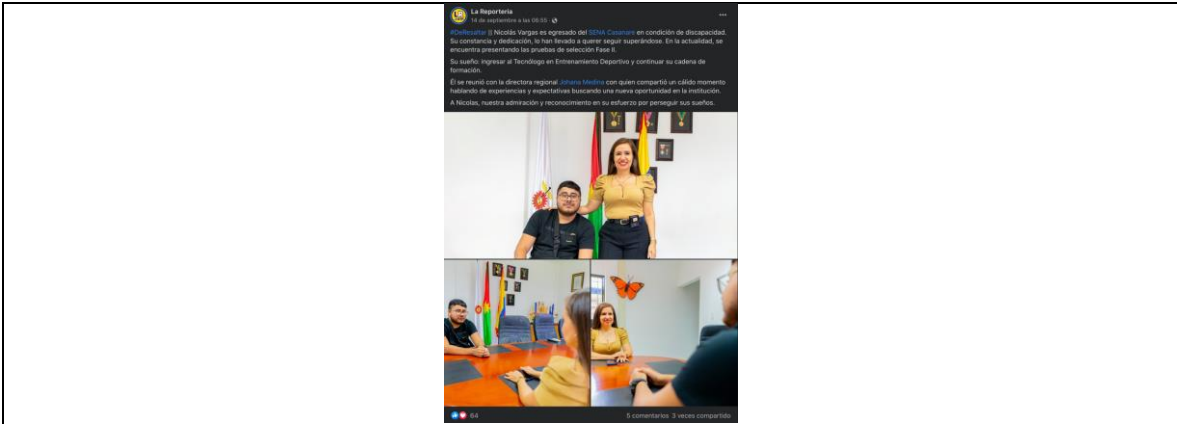 La Reportería
14 de septiembre a las 06:55 ·
#DeResaltar || Nicolás Vargas es egresado del SENA Casanare en condición de discapacidad.
Su constancia y dedicación, lo han llevado a querer seguir superándose. En la actualidad, se
encuentra presentando las pruebas de selección Fase II.
Su sueño: ingresar al Tecnólogo en Entrenamiento Deportivo y continuar su cadena de
formación.
Él se reunió con la directora regional Johana Medina con quien compartió un cálido momento
hablando de experiencias y expectativas buscando una nueva oportunidad en la institución.
A Nicolas, nuestra admiración y reconocimiento en su esfuerzo por perseguir sus sueños.
64
5 comentarios 3 veces compartido